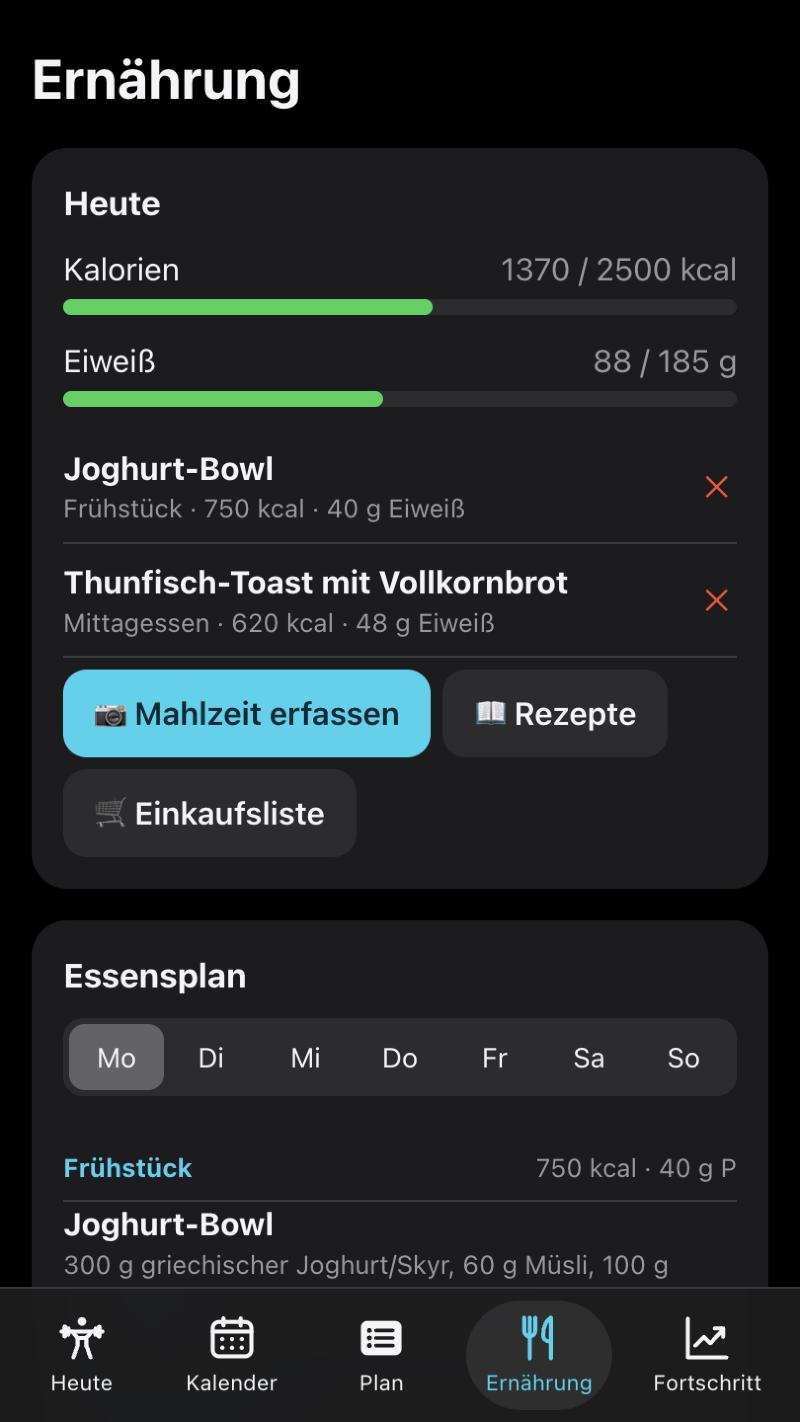 Ernährung
Heute
Kalorien 1370 / 2500 kcal
Eiweiß 88 / 185 g
Joghurt-Bowl
Frühstück · 750 kcal · 40 g Eiweiß
Thunfisch-Toast mit Vollkornbrot
Mittagessen · 620 kcal · 48 g Eiweiß
Mahlzeit erfassen Rezepte
Einkaufsliste
Essensplan
Mo Di Mi Do Fr Sa So
Frühstück 750 kcal · 40 g P
Joghurt-Bowl
300 g griechischer Joghurt/Skyr, 60 g Müsli, 100 g
Heute Kalender Plan Ernährung Fortschritt